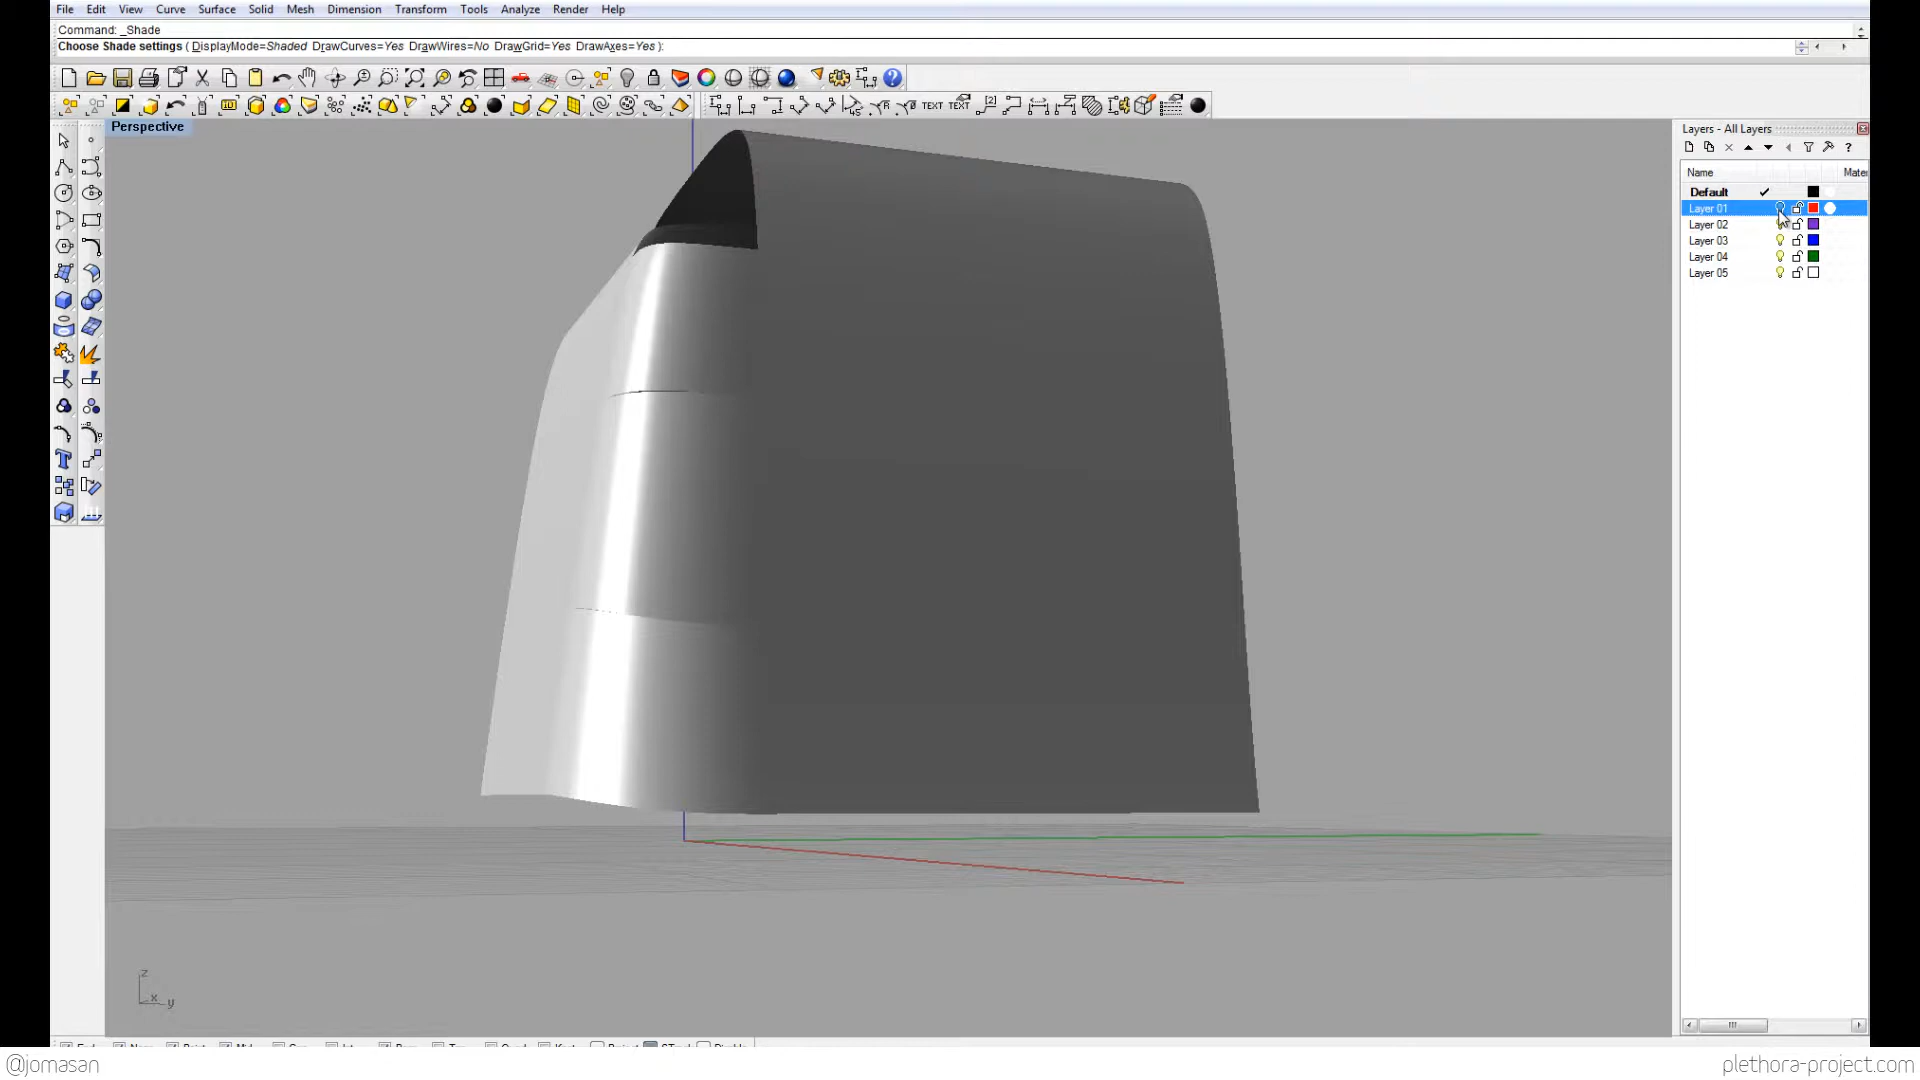 File Edit View Curve Surface Solid Mesh Dimension Transform Tools Analyze Render Help
Command: _Shade
Choose Shade settings ( DisplayMode=Shaded DrawCurves=Yes DrawWires=No DrawGrid=Yes DrawAxes=Yes ):
TEXT TEXT
Perspective
Layers - All Layers
Name
Default
Layer 01
Layer 02
Layer 03
Layer 04
Layer 05
z
x y
@jomasan
plethora-project.com